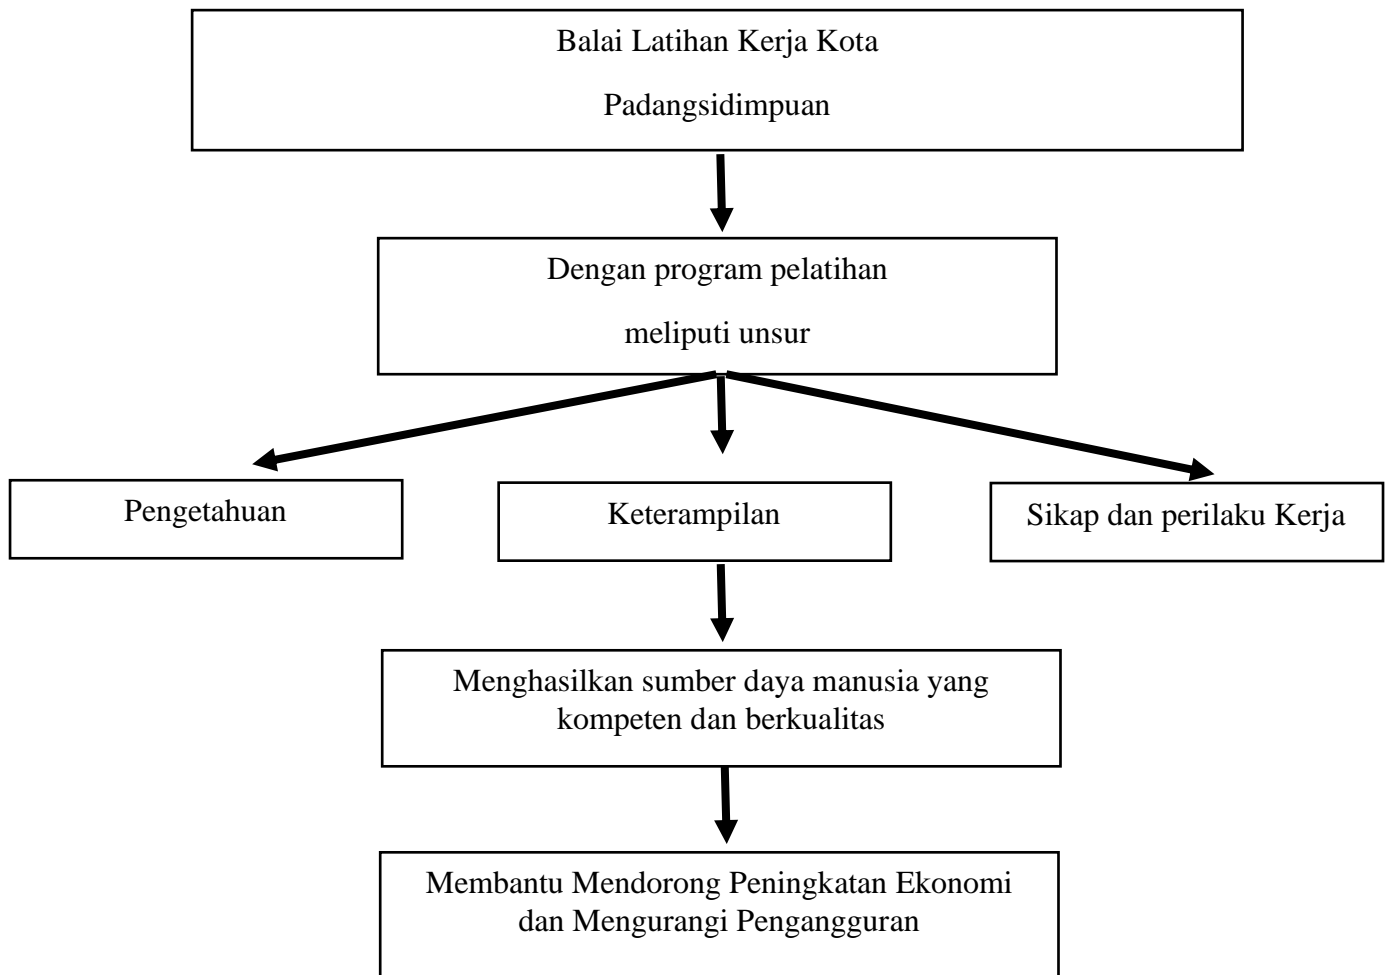 Balai Latihan Kerja Kota
Padangsidimpuan
Dengan program pelatihan
meliputi unsur
Pengetahuan
Keterampilan
Sikap dan perilaku Kerja
Menghasilkan sumber daya manusia yang
kompeten dan berkualitas
Membantu Mendorong Peningkatan Ekonomi
dan Mengurangi Pengangguran